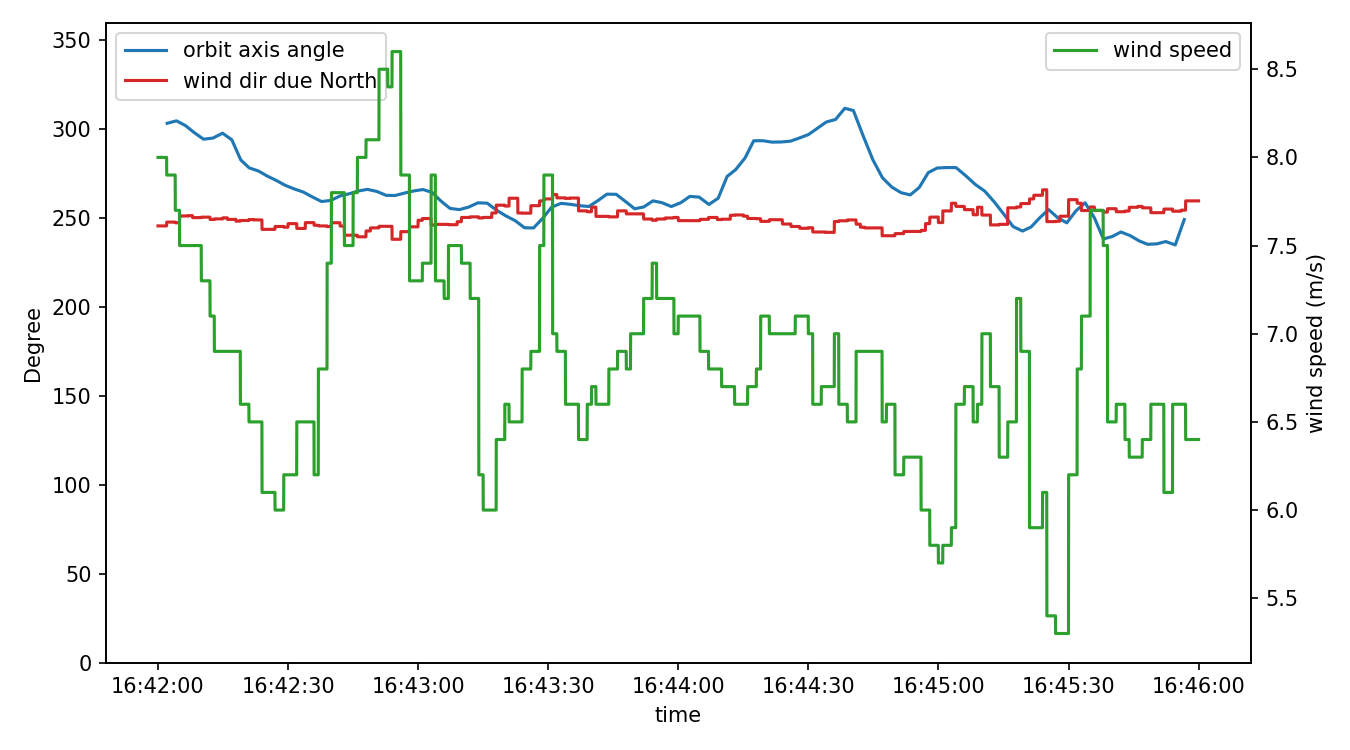 orbit axis angle
wind dir due North
wind speed
350
300
250
200
150
100
50
0
Degree
8.5
8.0
7.5
7.0
6.5
6.0
5.5
wind speed (m/s)
16:42:00 16:42:30 16:43:00 16:43:30 16:44:00 16:44:30 16:45:00 16:45:30 16:46:00
time